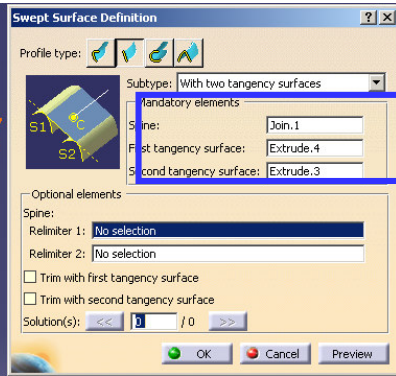 Swept Surface Definition
Profile type:
Subtype: With two tangency surfaces
Mandatory elements
Spine: Join.1
First tangency surface: Extrude.4
Second tangency surface: Extrude.3
S1 C
S2
Optional elements
Spine:
Relimiter 1: No selection
Relimiter 2: No selection
Trim with first tangency surface
Trim with second tangency surface
Solution(s): << 0 / 0 >>
OK Cancel Preview